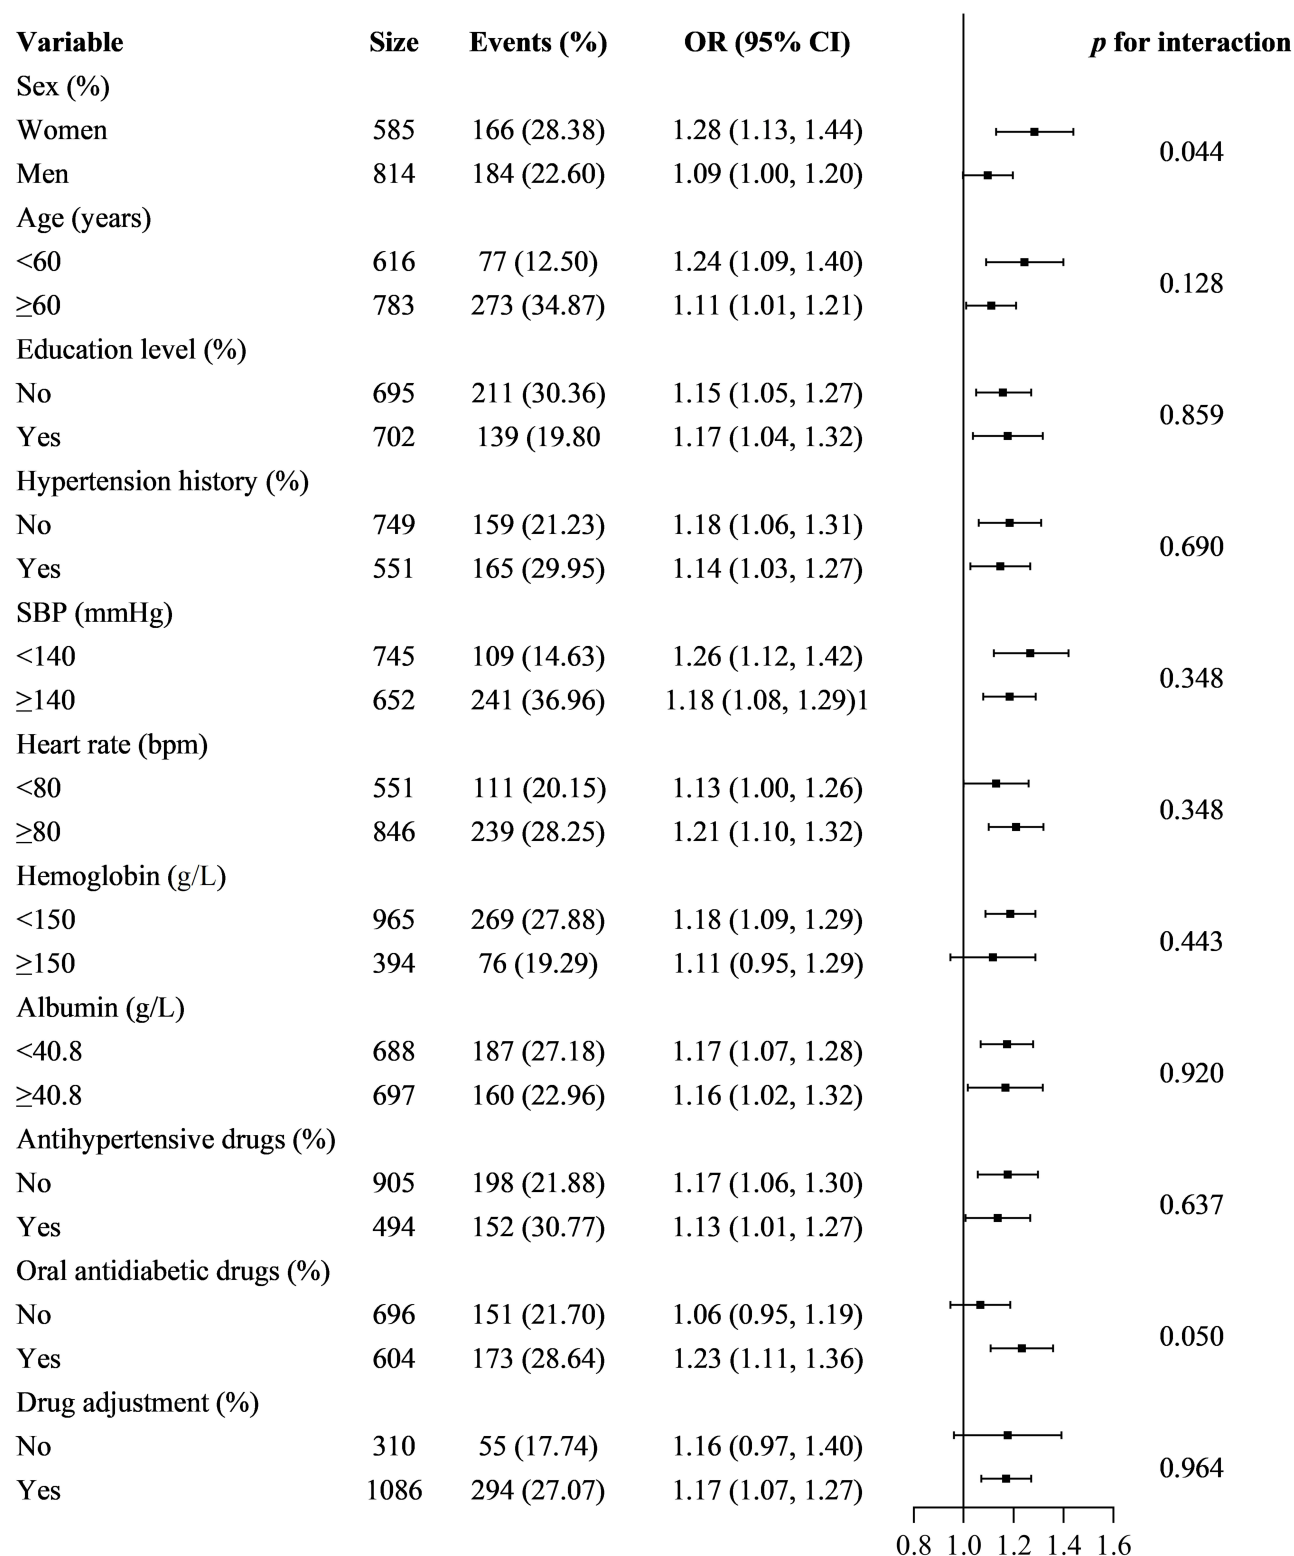 Variable Size Events (%) OR (95% CI) p for interaction
Sex (%)
Women 585 166 (28.38) 1.28 (1.13, 1.44)
0.044
Men 814 184 (22.60) 1.09 (1.00, 1.20)
Age (years)
<60 616 77 (12.50) 1.24 (1.09, 1.40)
0.128
≥60 783 273 (34.87) 1.11 (1.01, 1.21)
Education level (%)
No 695 211 (30.36) 1.15 (1.05, 1.27)
0.859
Yes 702 139 (19.80 1.17 (1.04, 1.32)
Hypertension history (%)
No 749 159 (21.23) 1.18 (1.06, 1.31)
0.690
Yes 551 165 (29.95) 1.14 (1.03, 1.27)
SBP (mmHg)
<140 745 109 (14.63) 1.26 (1.12, 1.42)
0.348
≥140 652 241 (36.96) 1.18 (1.08, 1.29)1
Heart rate (bpm)
<80 551 111 (20.15) 1.13 (1.00, 1.26)
0.348
≥80 846 239 (28.25) 1.21 (1.10, 1.32)
Hemoglobin (g/L)
<150 965 269 (27.88) 1.18 (1.09, 1.29)
0.443
≥150 394 76 (19.29) 1.11 (0.95, 1.29)
Albumin (g/L)
<40.8 688 187 (27.18) 1.17 (1.07, 1.28)
0.920
≥40.8 697 160 (22.96) 1.16 (1.02, 1.32)
Antihypertensive drugs (%)
No 905 198 (21.88) 1.17 (1.06, 1.30)
0.637
Yes 494 152 (30.77) 1.13 (1.01, 1.27)
Oral antidiabetic drugs (%)
No 696 151 (21.70) 1.06 (0.95, 1.19)
0.050
Yes 604 173 (28.64) 1.23 (1.11, 1.36)
Drug adjustment (%)
No 310 55 (17.74) 1.16 (0.97, 1.40)
0.964
Yes 1086 294 (27.07) 1.17 (1.07, 1.27)
0.8 1.0 1.2 1.4 1.6